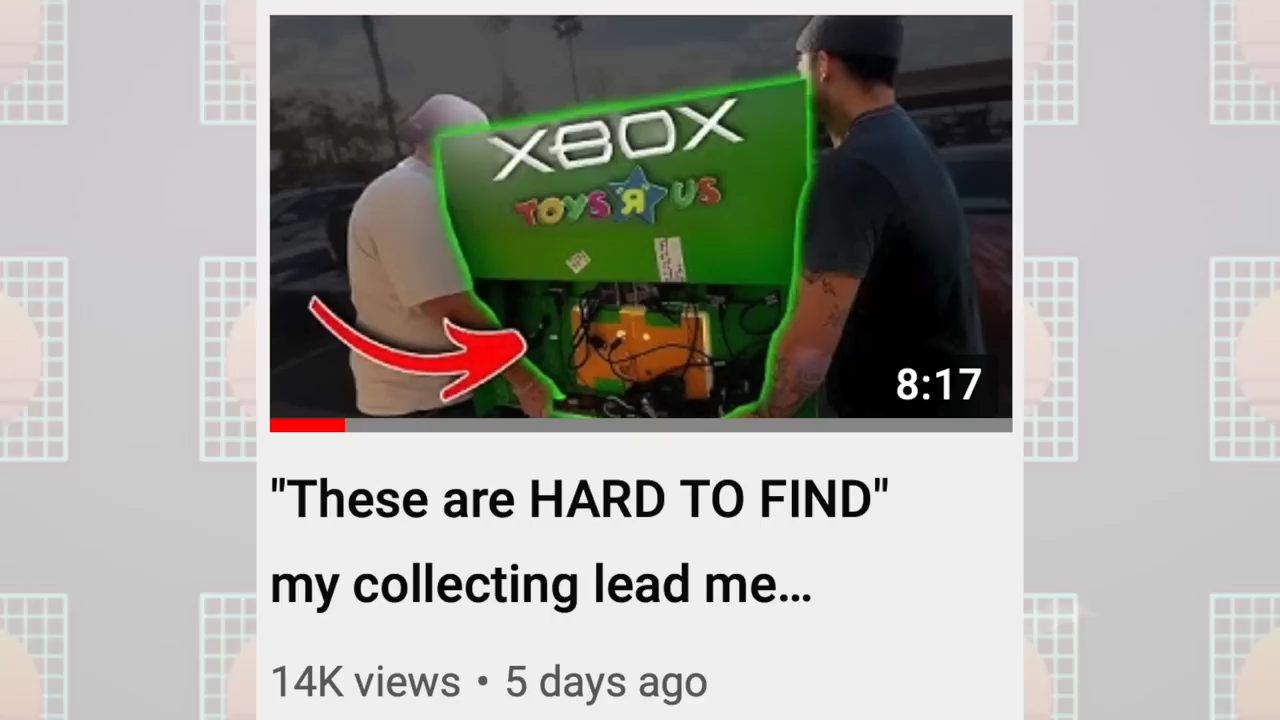 XBOX
TOYS R US
8:17
"These are HARD TO FIND"
my collecting lead me...
14K views • 5 days ago